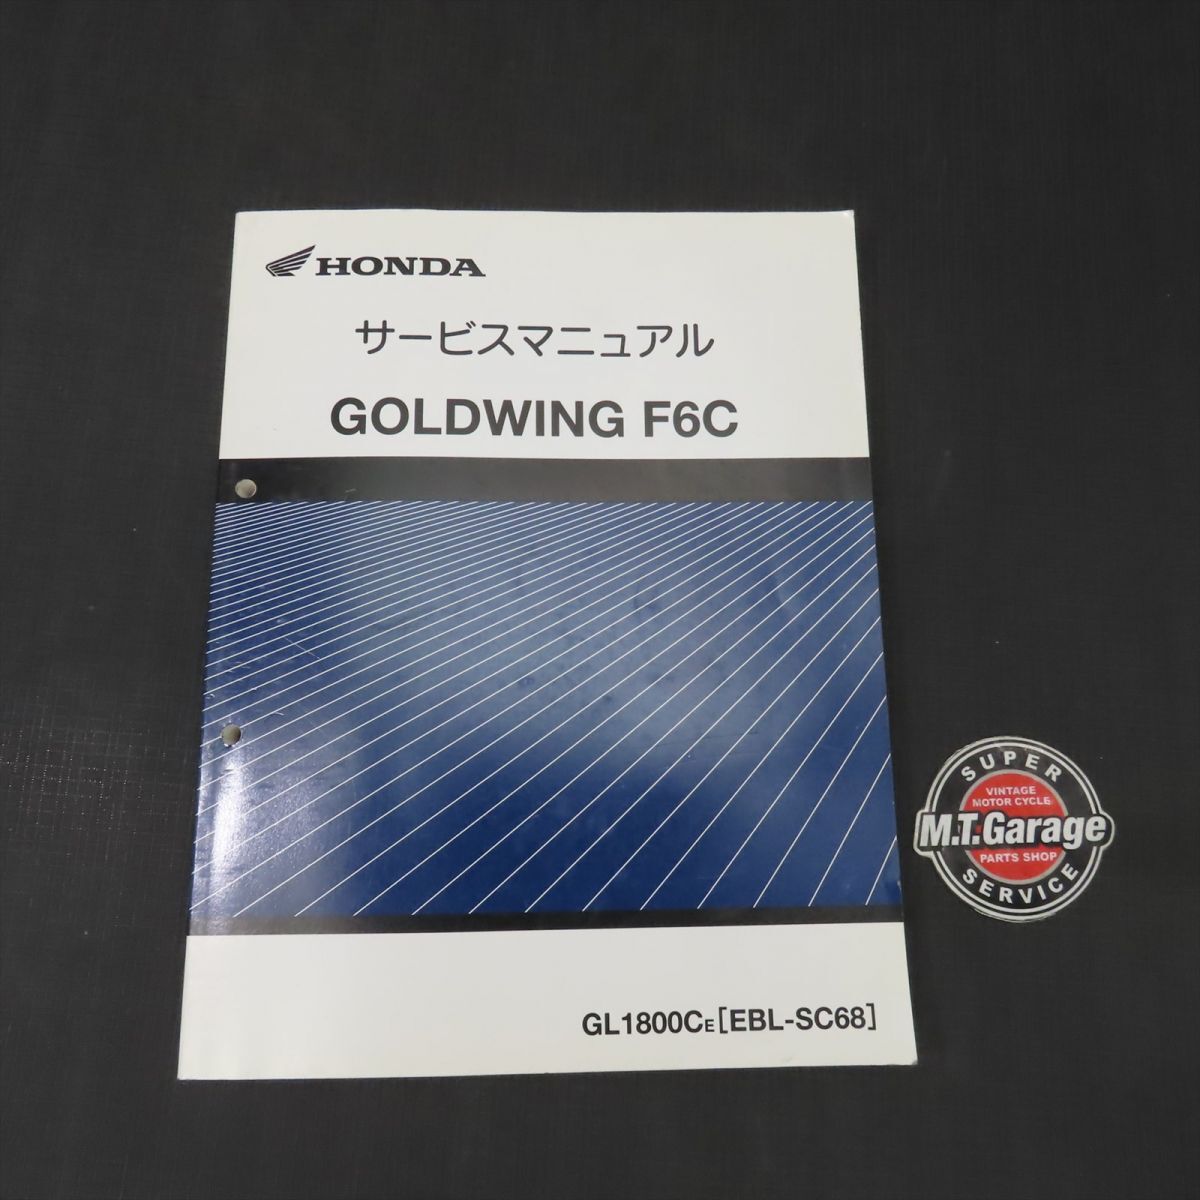 HONDA
サービスマニュアル
GOLDWING F6C
GL1800CE [EBL-SC68]
SUPER
VINTAGE
MOTOR CYCLE
M.T.Garage
PARTS SHOP
SERVICE